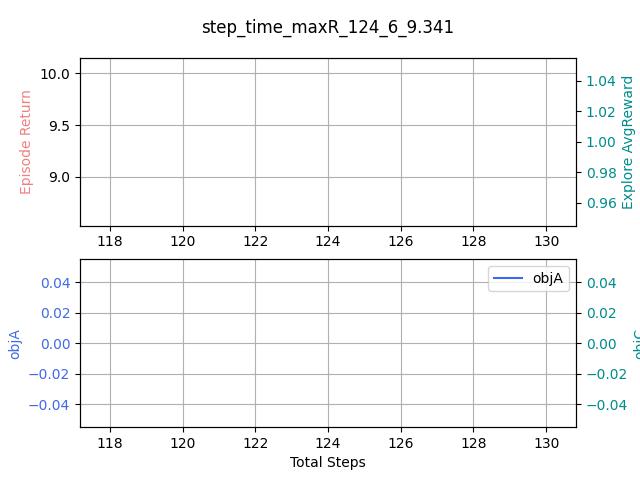 step_time_maxR_124_6_9.341
Episode Return
10.0
9.5
9.0
1.04
1.02
1.00
0.98
0.96
Explore AvgReward
118 120 122 124 126 128 130
objA
0.04
0.02
0.00
−0.02
−0.04
objA
0.04
0.02
0.00
−0.02
−0.04
objC
118 120 122 124 126 128 130
Total Steps